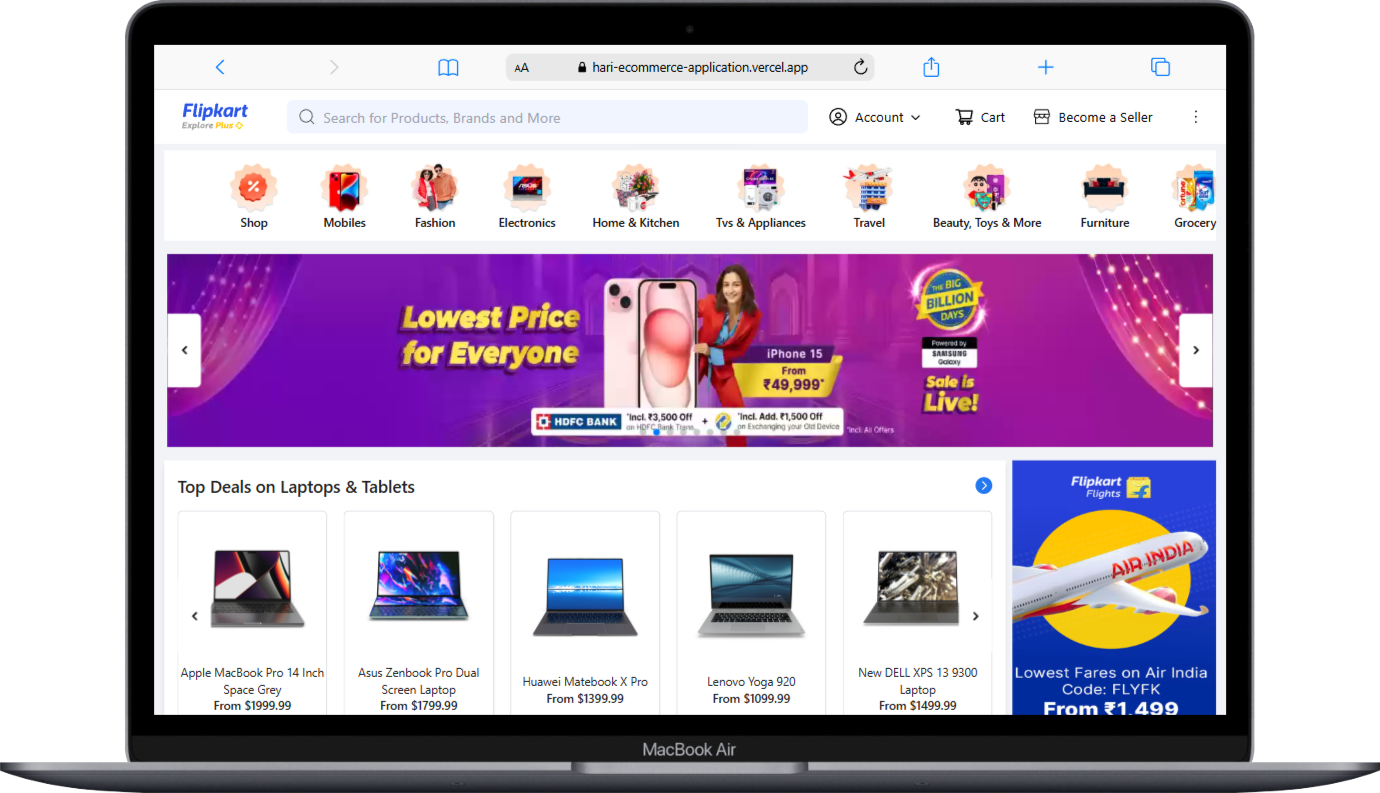 AA
hari-ecommerce-application.vercel.app
Flipkart
Explore Plus
Search for Products, Brands and More
Account
Cart
Become a Seller
Shop
Mobiles
Fashion
Electronics
Home & Kitchen
Tvs & Appliances
Travel
Beauty, Toys & More
Furniture
Grocery
Lowest Price
for Everyone
iPhone 15
From
₹49,999*
THE BIG
BILLION
DAYS
Powered by
SAMSUNG
Galaxy
Sale is
Live!
HDFC BANK
*Incl. ₹3,500 Off
on HDFC Bank Trans.
+
*Incl. Add. ₹1,500 Off
on Exchanging your Old Device
*Incl. All Offers
Top Deals on Laptops & Tablets
Apple MacBook Pro 14 Inch
Space Grey
From $1999.99
Asus Zenbook Pro Dual
Screen Laptop
From $1799.99
Huawei Matebook X Pro
From $1399.99
Lenovo Yoga 920
From $1099.99
New DELL XPS 13 9300
Laptop
From $1499.99
Flipkart
Flights
AIR INDIA
Lowest Fares on Air India
Code: FLYFK
From ₹1,499
MacBook Air